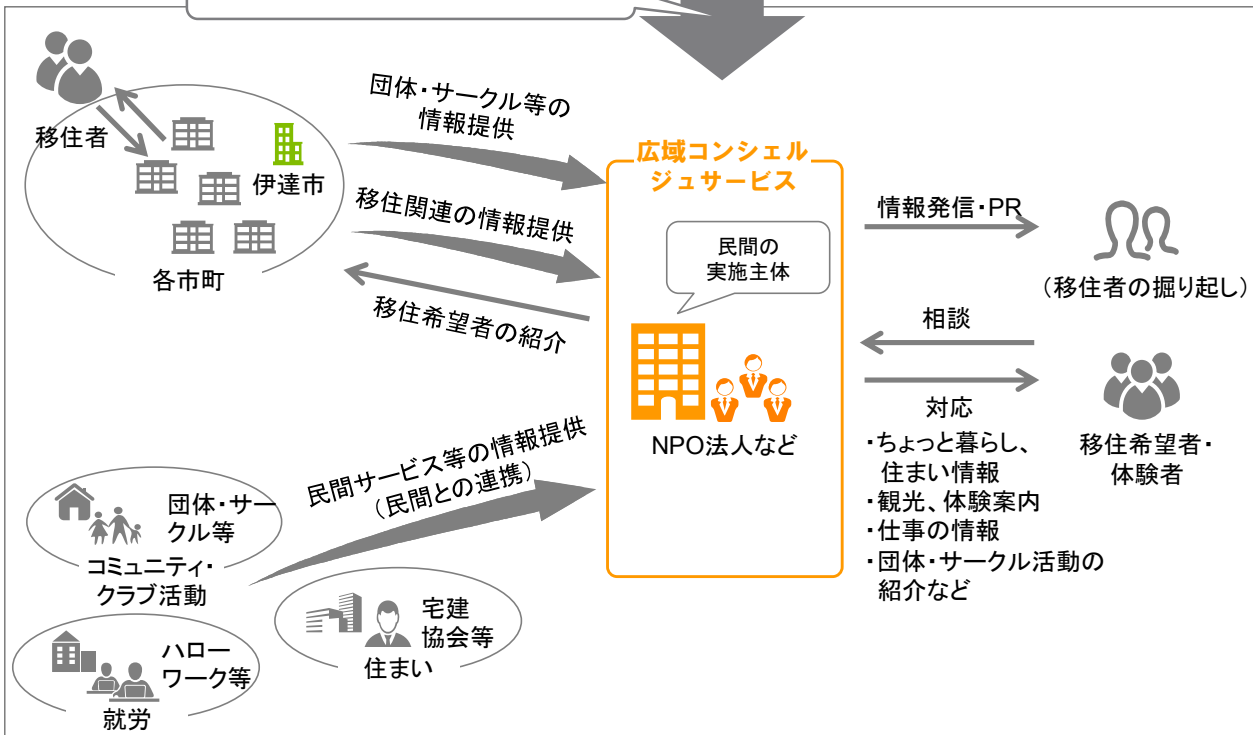 移住者
伊達市
各市町
団体・サークル等の
情報提供
移住関連の情報提供
移住希望者の紹介
広域コンシェル
ジュサービス
民間の
実施主体
NPO法人など
情報発信・PR
(移住者の掘り起し)
相談
対応
・ちょっと暮らし、
住まい情報
・観光、体験案内
・仕事の情報
・団体・サークル活動の
紹介など
移住希望者・
体験者
民間サービス等の情報提供
(民間との連携)
団体・サー
クル等
コミュニティ・
クラブ活動
宅建
協会等
住まい
ハロー
ワーク等
就労